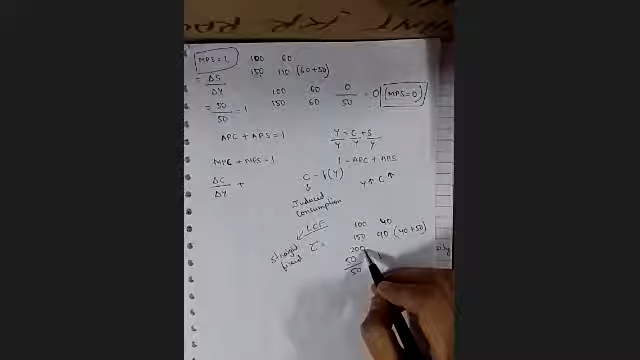 MPS=1, 100 60
= ΔS/ΔY 150 110 (60+50)
100 60 0
= 50/50 = 1 150 60 50 = 0 (MPS=0)
APC + APS = 1 Y/Y = C/Y + S/Y
MPC + MPS = 1 1 = APC + APS
ΔC/ΔY + C = f(Y) Y↑ C↑
Induced consumption
LCF 100 40
Straight 150 90 (40+50)
C = 200
50/50